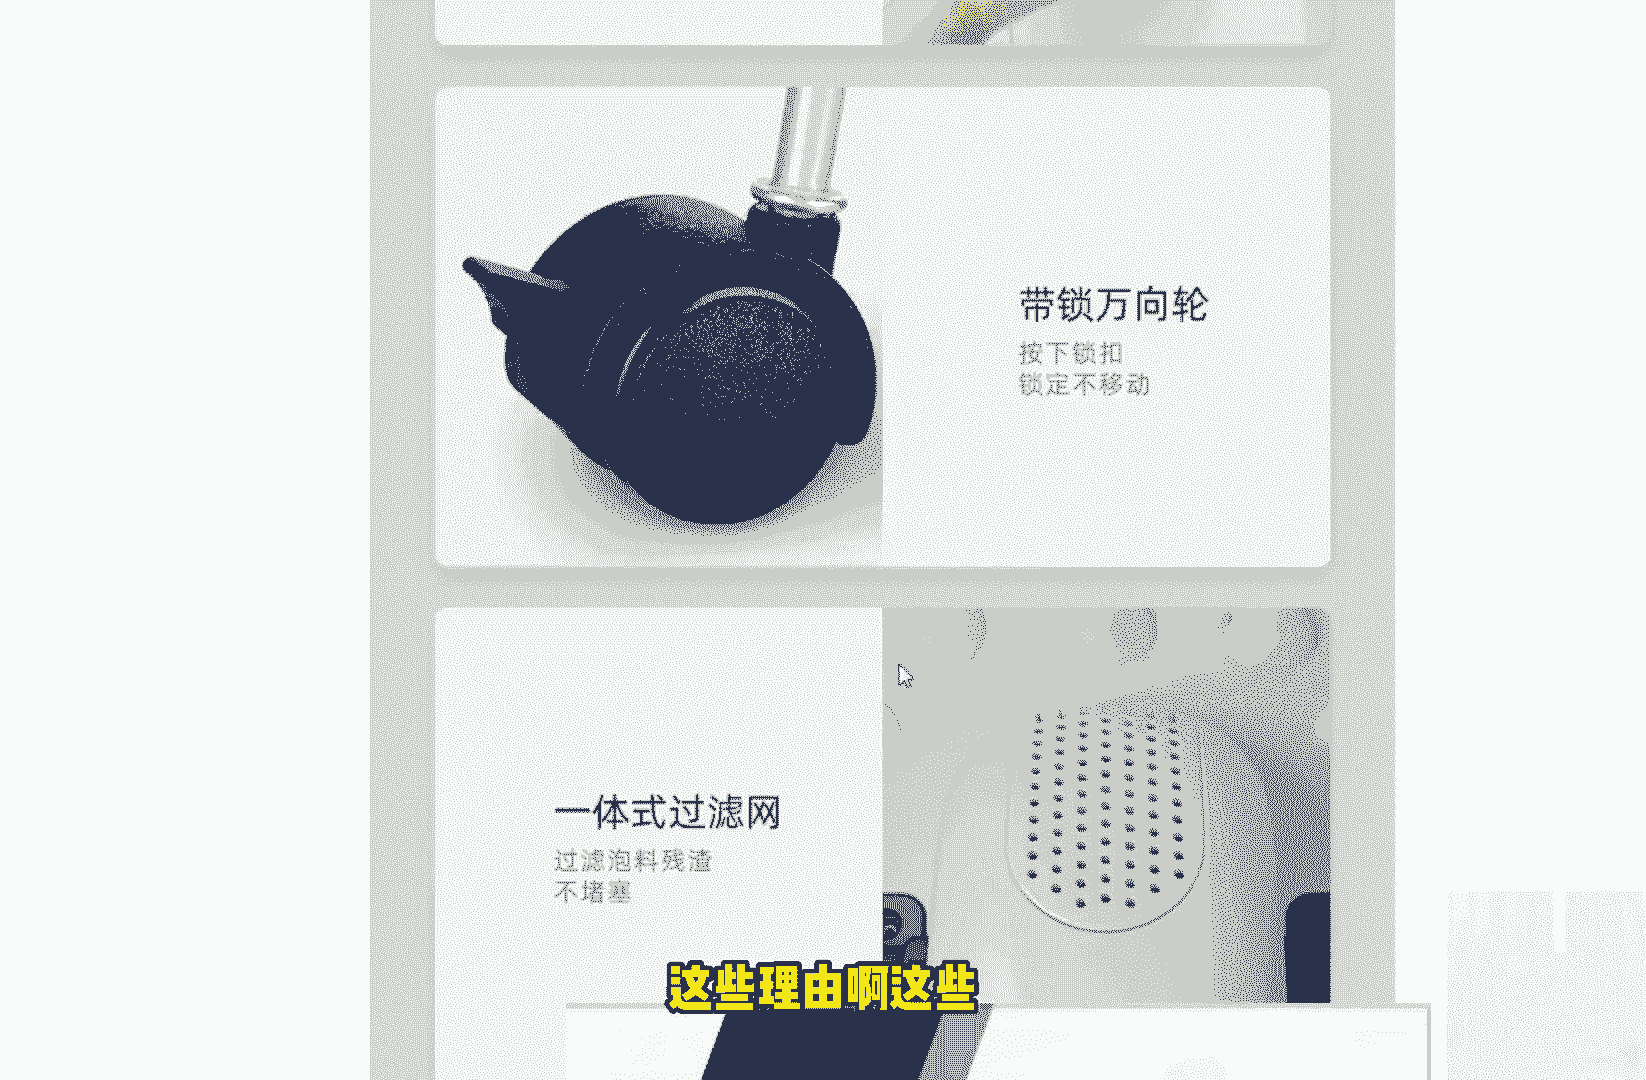 带锁万向轮
按下锁扣
锁定不移动
一体式过滤网
过滤泡料残渣
不堵塞
这些理由啊这些